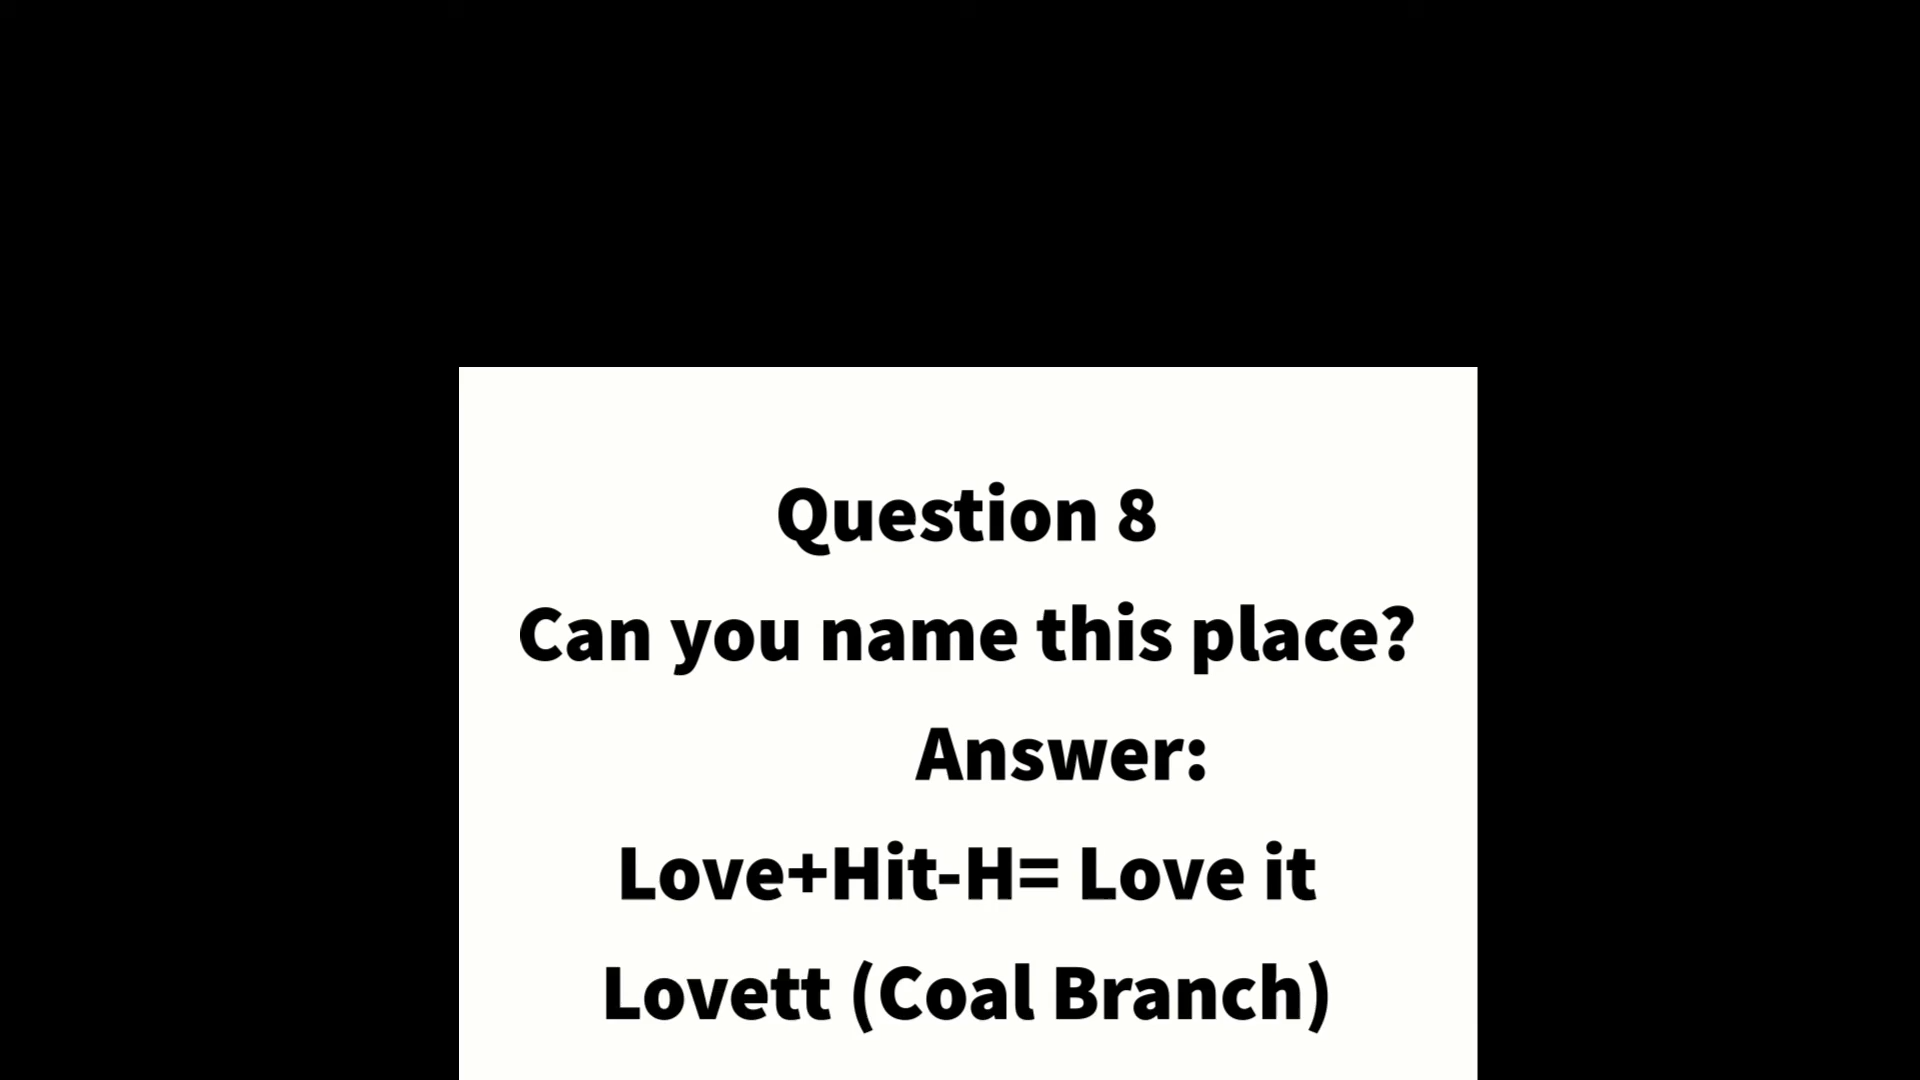 Question 8
Can you name this place?
Answer:
Love+Hit-H= Love it
Lovett (Coal Branch)